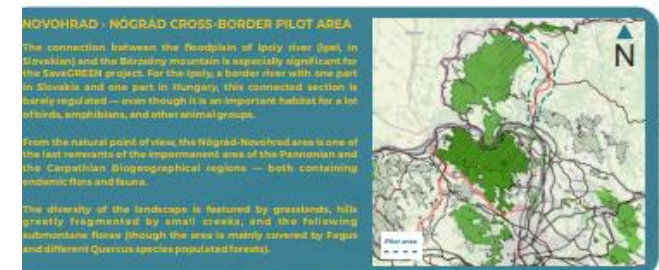 NOVOHRAD - NÓGRÁD CROSS-BORDER PILOT AREA
The connection between the floodplain of Ipoly river (Ipel, in
Slovakian) and the Börzsöny mountain is especially significant for
the SaveGREEN project. For the Ipoly, a border river with one part
in Slovakia and one part in Hungary, this connected section is
barely regulated — even though it is an important habitat for a lot
of birds, amphibians, and other animal groups.
From the natural point of view, the Nógrád-Novohrad area is one of
the last remnants of the impermanent area of the Pannonian and
the Carpathian Biogeographical regions — both containing
endemic flora and fauna.
The diversity of the landscape is featured by grasslands, hills
greatly fragmented by small creeks, and the following
submontane florae (though the area is mainly covered by Fagus
and different Quercus species populated forests).
N
Pilot area